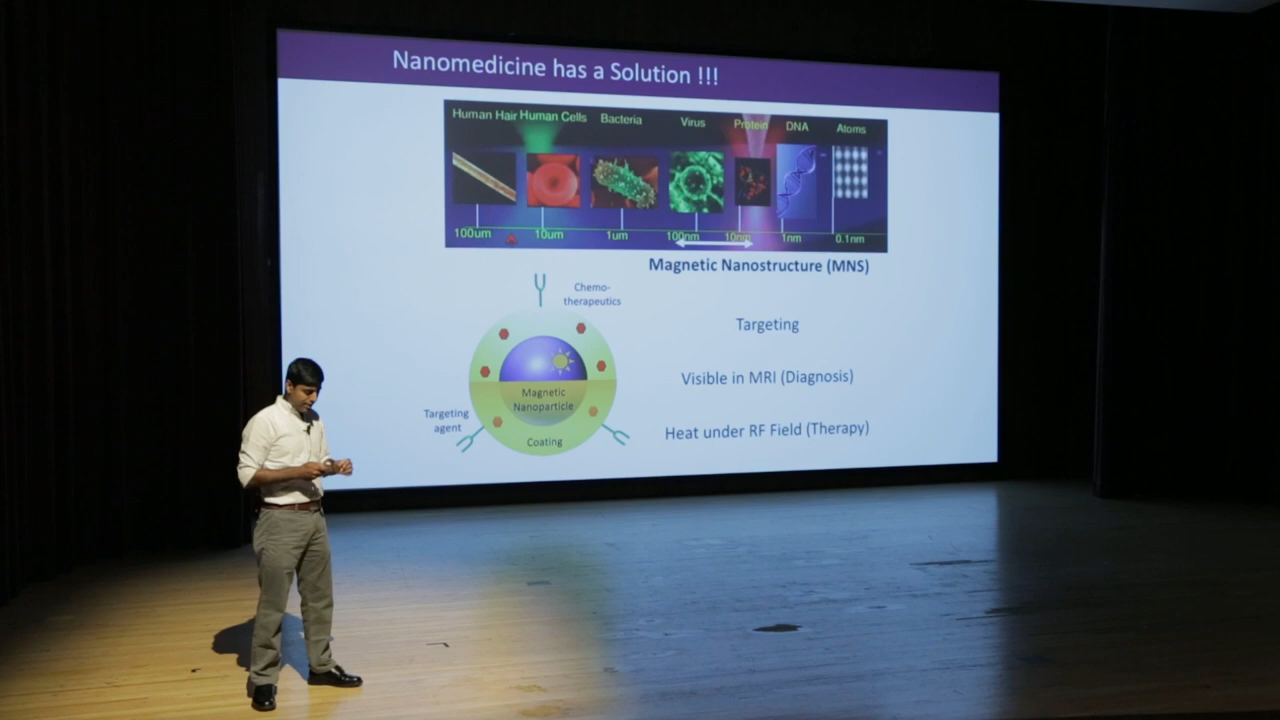 Nanomedicine has a Solution !!!
Human Hair Human Cells Bacteria Virus Protein DNA Atoms
100um 10um 1um 100nm 10nm 1nm 0.1nm
Magnetic Nanostructure (MNS)
Chemo-
therapeutics
Targeting
Visible in MRI (Diagnosis)
Magnetic
Nanoparticle
Targeting
agent
Heat under RF Field (Therapy)
Coating